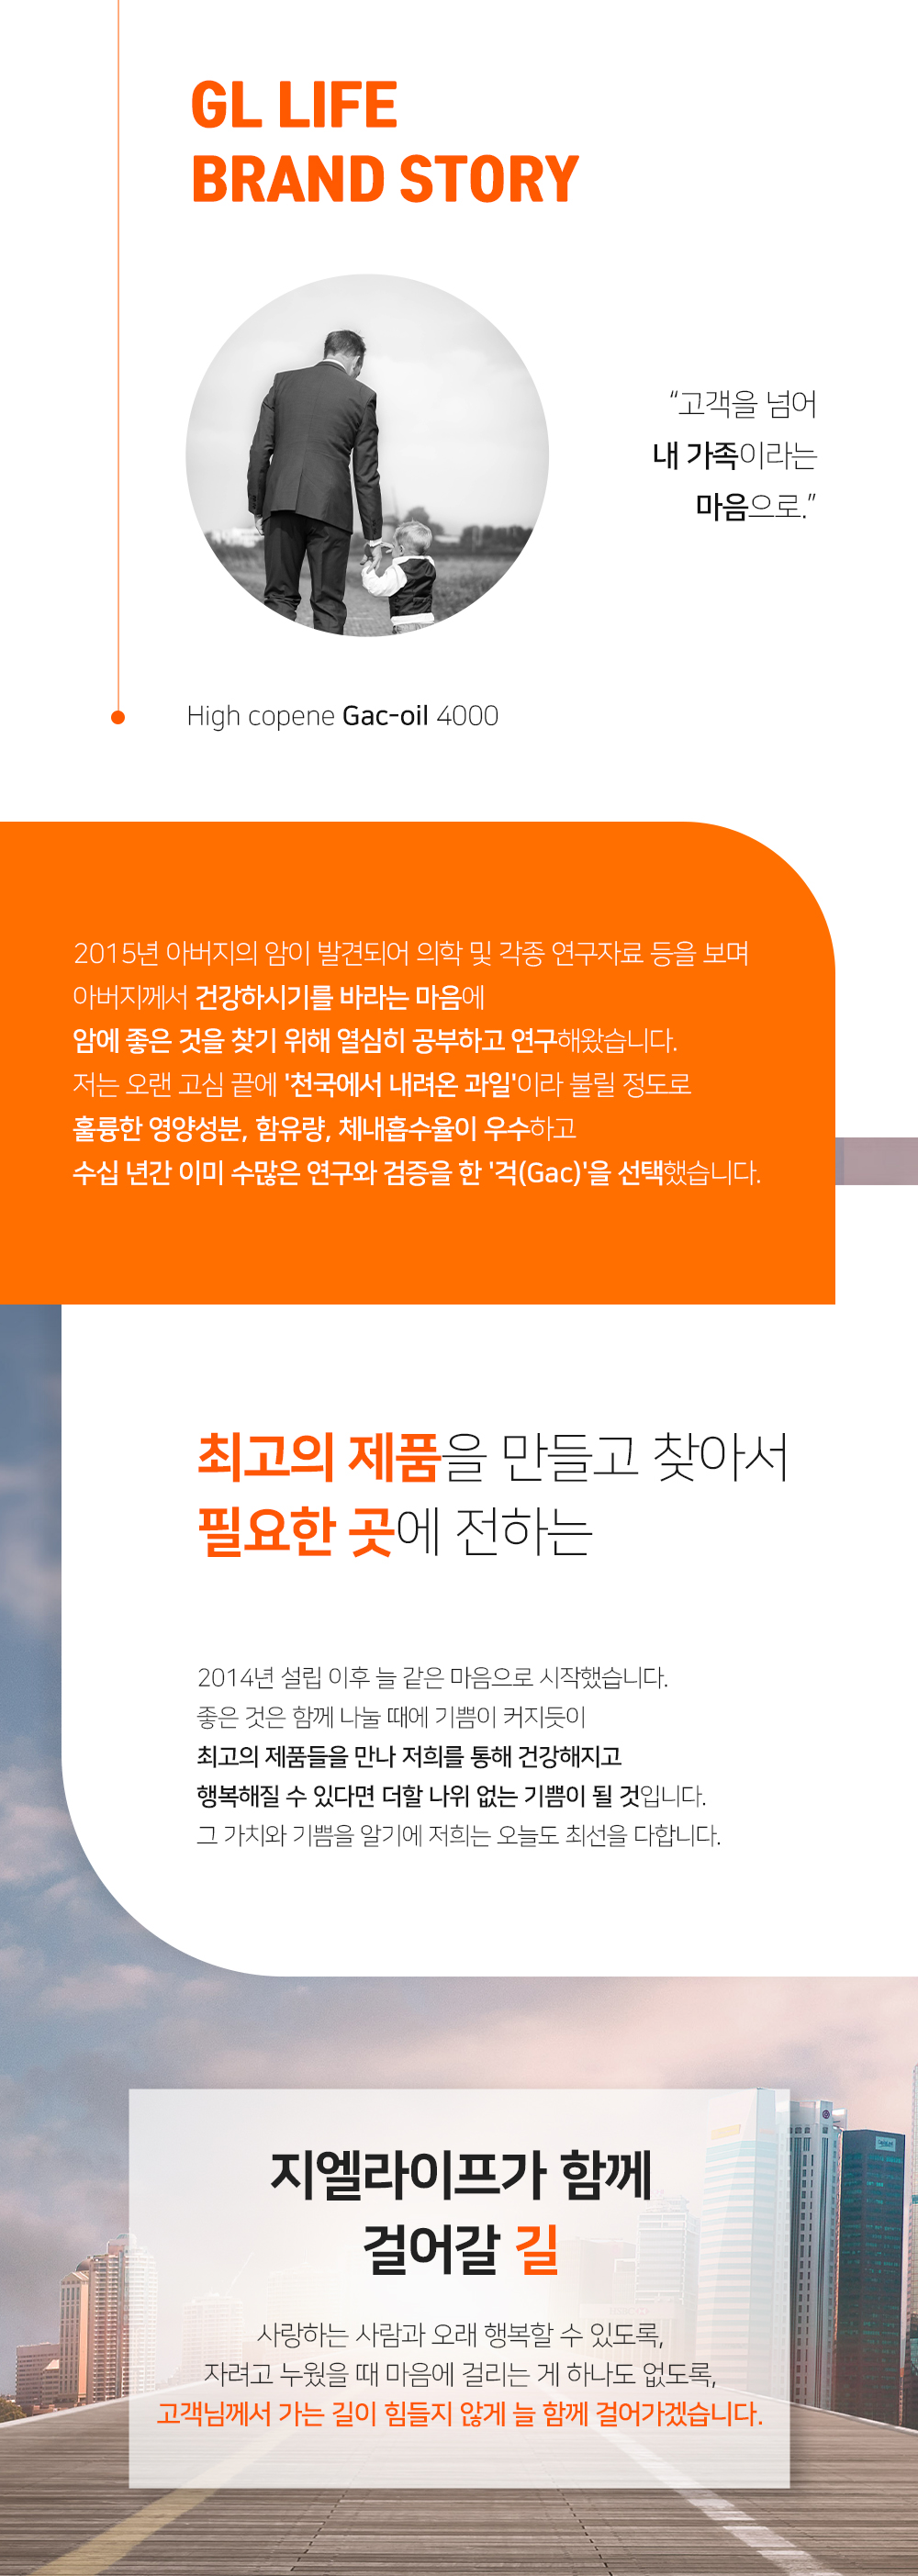 GL LIFE
BRAND STORY
“고객을 넘어
내 가족이라는
마음으로.”
High copene Gac-oil 4000
2015년 아버지의 암이 발견되어 의학 및 각종 연구자료 등을 보며
아버지께서 건강하시기를 바라는 마음에
암에 좋은 것을 찾기 위해 열심히 공부하고 연구해왔습니다.
저는 오랜 고심 끝에 '천국에서 내려온 과일'이라 불릴 정도로
훌륭한 영양성분, 함유량, 체내흡수율이 우수하고
수십 년간 이미 수많은 연구와 검증을 한 '걱(Gac)'을 선택했습니다.
최고의 제품을 만들고 찾아서
필요한 곳에 전하는
2014년 설립 이후 늘 같은 마음으로 시작했습니다.
좋은 것은 함께 나눌 때에 기쁨이 커지듯이
최고의 제품들을 만나 저희를 통해 건강해지고
행복해질 수 있다면 더할 나위 없는 기쁨이 될 것입니다.
그 가치와 기쁨을 알기에 저희는 오늘도 최선을 다합니다.
지엘라이프가 함께
걸어갈 길
사랑하는 사람과 오래 행복할 수 있도록,
자려고 누웠을 때 마음에 걸리는 게 하나도 없도록,
고객님께서 가는 길이 힘들지 않게 늘 함께 걸어가겠습니다.